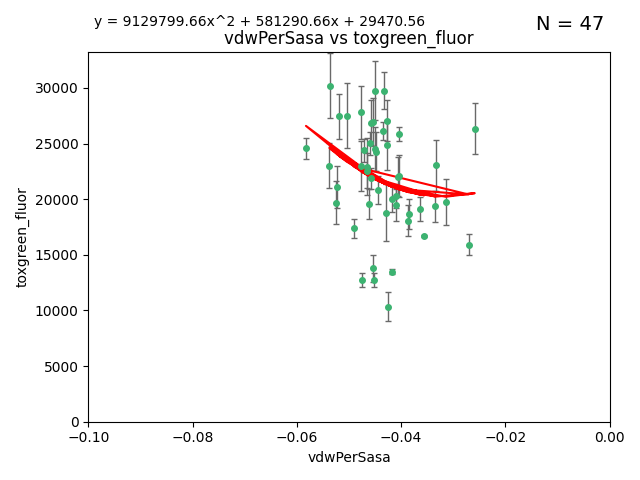 y = 9129799.66x^2 + 581290.66x + 29470.56
N = 47
vdwPerSasa vs toxgreen_fluor
30000
25000
20000
15000
10000
5000
0
toxgreen_fluor
−0.10
−0.08
−0.06
−0.04
−0.02
0.00
vdwPerSasa